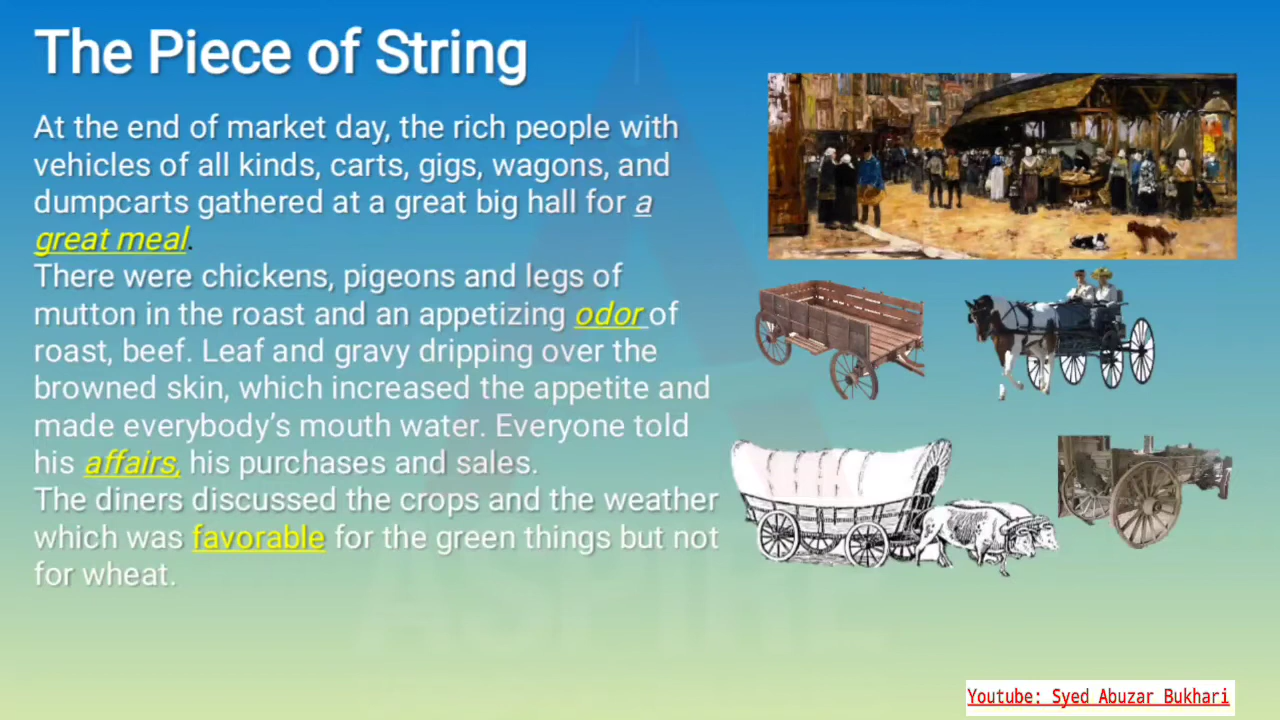 The Piece of String
At the end of market day, the rich people with
vehicles of all kinds, carts, gigs, wagons, and
dumpcarts gathered at a great big hall for a
great meal.
There were chickens, pigeons and legs of
mutton in the roast and an appetizing odor of
roast, beef. Leaf and gravy dripping over the
browned skin, which increased the appetite and
made everybody’s mouth water. Everyone told
his affairs, his purchases and sales.
The diners discussed the crops and the weather
which was favorable for the green things but not
for wheat.
ASPIRE
Youtube: Syed Abuzar Bukhari